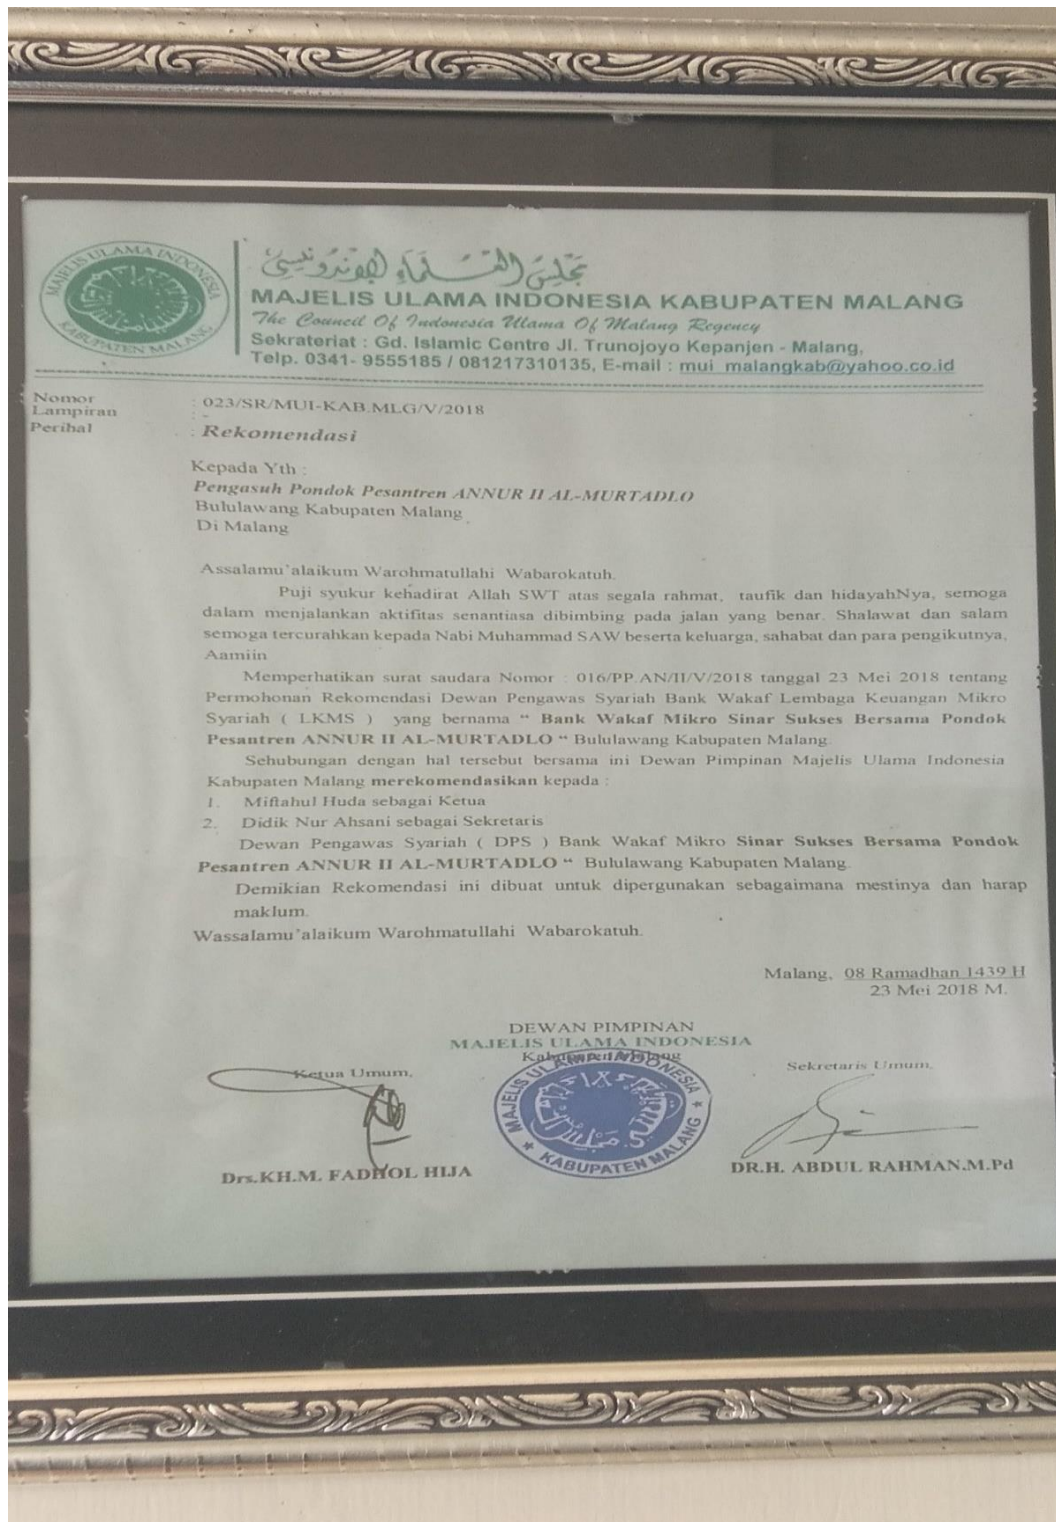 MAJELIS ULAMA INDONESIA
KABUPATEN MALANG
مجلس العلماء الإندونيسي
MAJELIS ULAMA INDONESIA KABUPATEN MALANG
The Council Of Indonesia Ulama Of Malang Regency
Sekrateriat : Gd. Islamic Centre Jl. Trunojoyo Kepanjen - Malang,
Telp. 0341- 9555185 / 081217310135, E-mail : mui_malangkab@yahoo.co.id
Nomor : 023/SR/MUI-KAB.MLG/V/2018
Lampiran : -
Perihal : Rekomendasi
Kepada Yth :
Pengasuh Pondok Pesantren ANNUR II AL-MURTADLO
Bululawang Kabupaten Malang
Di Malang
Assalamu'alaikum Warohmatullahi Wabarokatuh.
Puji syukur kehadirat Allah SWT atas segala rahmat, taufik dan hidayahNya, semoga
dalam menjalankan aktifitas senantiasa dibimbing pada jalan yang benar. Shalawat dan salam
semoga tercurahkan kepada Nabi Muhammad SAW beserta keluarga, sahabat dan para pengikutnya,
Aamiin
Memperhatikan surat saudara Nomor : 016/PP.AN/II/V/2018 tanggal 23 Mei 2018 tentang
Permohonan Rekomendasi Dewan Pengawas Syariah Bank Wakaf Lembaga Keuangan Mikro
Syariah ( LKMS ) yang bernama “ Bank Wakaf Mikro Sinar Sukses Bersama Pondok
Pesantren ANNUR II AL-MURTADLO “ Bululawang Kabupaten Malang.
Sehubungan dengan hal tersebut bersama ini Dewan Pimpinan Majelis Ulama Indonesia
Kabupaten Malang merekomendasikan kepada :
1. Miftahul Huda sebagai Ketua
2. Didik Nur Ahsani sebagai Sekretaris
Dewan Pengawas Syariah ( DPS ) Bank Wakaf Mikro Sinar Sukses Bersama Pondok
Pesantren ANNUR II AL-MURTADLO “ Bululawang Kabupaten Malang.
Demikian Rekomendasi ini dibuat untuk dipergunakan sebagaimana mestinya dan harap
maklum.
Wassalamu'alaikum Warohmatullahi Wabarokatuh.
Malang, 08 Ramadhan 1439 H
23 Mei 2018 M.
DEWAN PIMPINAN
MAJELIS ULAMA INDONESIA
Kabupaten Malang
Ketua Umum,
Sekretaris Umum,
MAJELIS ULAMA INDONESIA
KABUPATEN MALANG
Drs.KH.M. FADHOL HIJA
DR.H. ABDUL RAHMAN.M.Pd